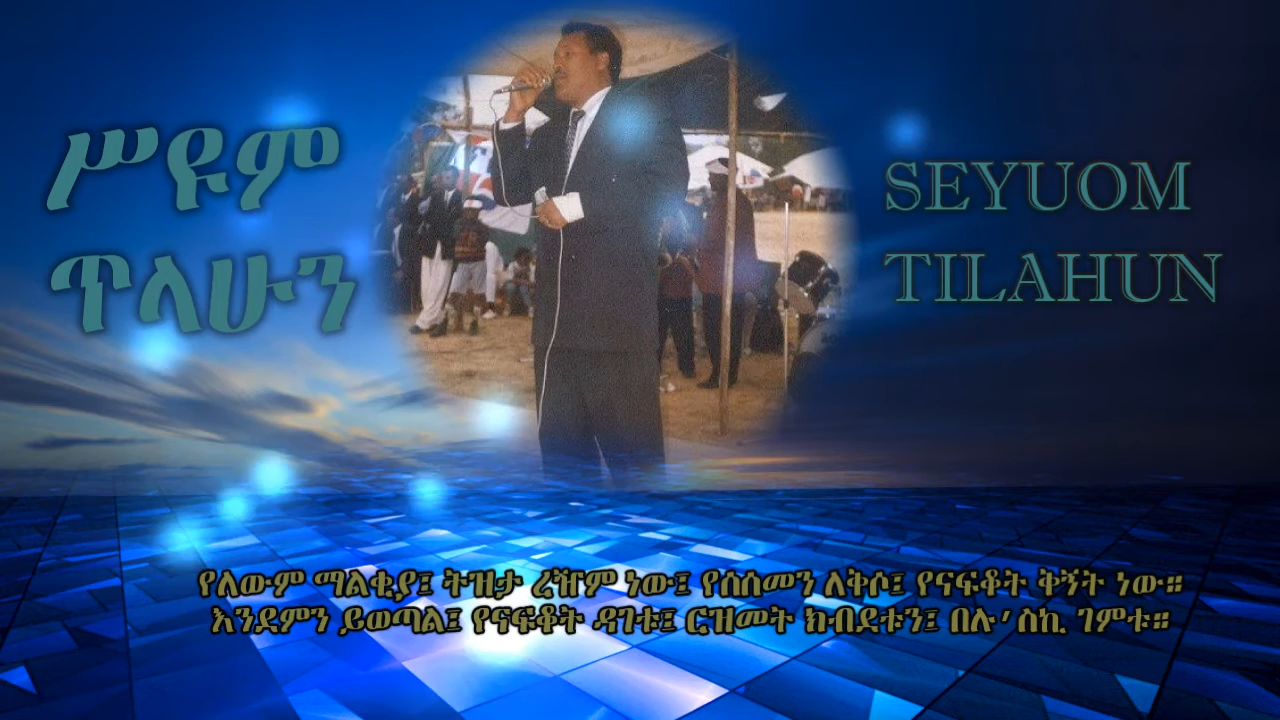 ሥዩም
ጥላሁን
SEYUOM
TILAHUN
የለውም ማልቂያ፤ ትዝታ ረዥም ነው፤ የሰሰመን ለቅሶ፤ የናፍቆት ቅኝት ነው።
እንደምን ይወጣል፤ የናፍቆት ዳገቱ፤ ርዝመት ክብደቱን፤ በሉ’ስኪ ገምቱ።